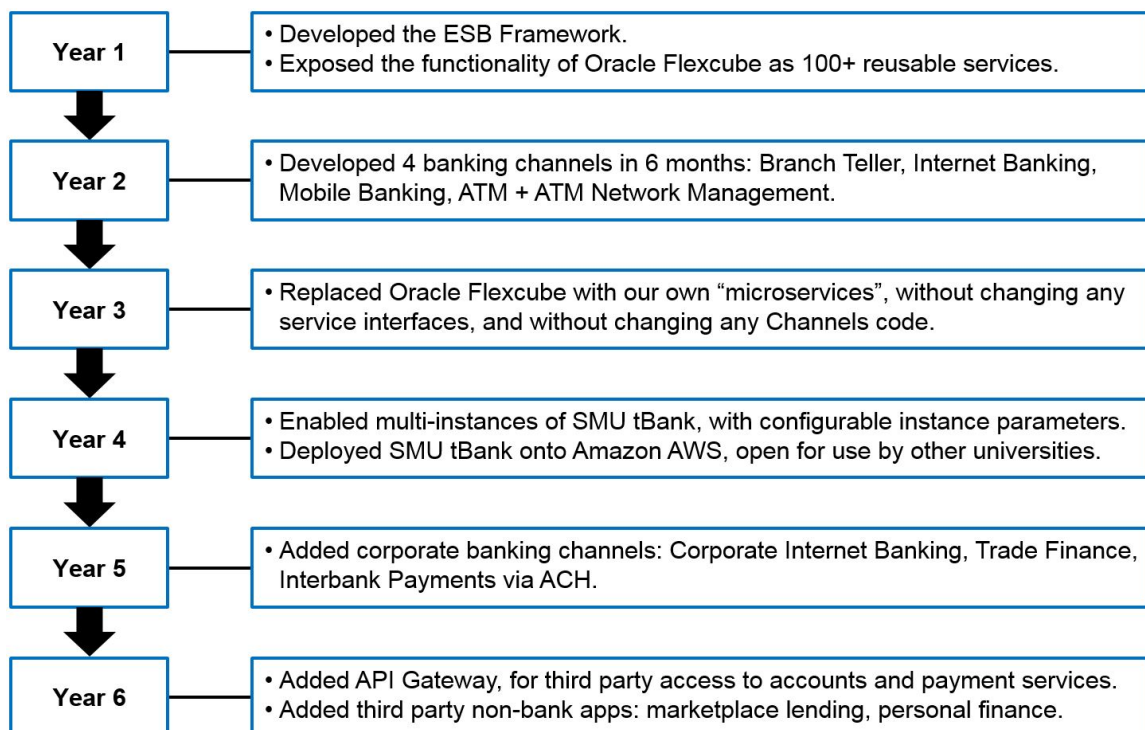 Year 1
• Developed the ESB Framework.
• Exposed the functionality of Oracle Flexcube as 100+ reusable services.
Year 2
• Developed 4 banking channels in 6 months: Branch Teller, Internet Banking,
Mobile Banking, ATM + ATM Network Management.
Year 3
• Replaced Oracle Flexcube with our own “microservices”, without changing any
service interfaces, and without changing any Channels code.
Year 4
• Enabled multi-instances of SMU tBank, with configurable instance parameters.
• Deployed SMU tBank onto Amazon AWS, open for use by other universities.
Year 5
• Added corporate banking channels: Corporate Internet Banking, Trade Finance,
Interbank Payments via ACH.
Year 6
• Added API Gateway, for third party access to accounts and payment services.
• Added third party non-bank apps: marketplace lending, personal finance.